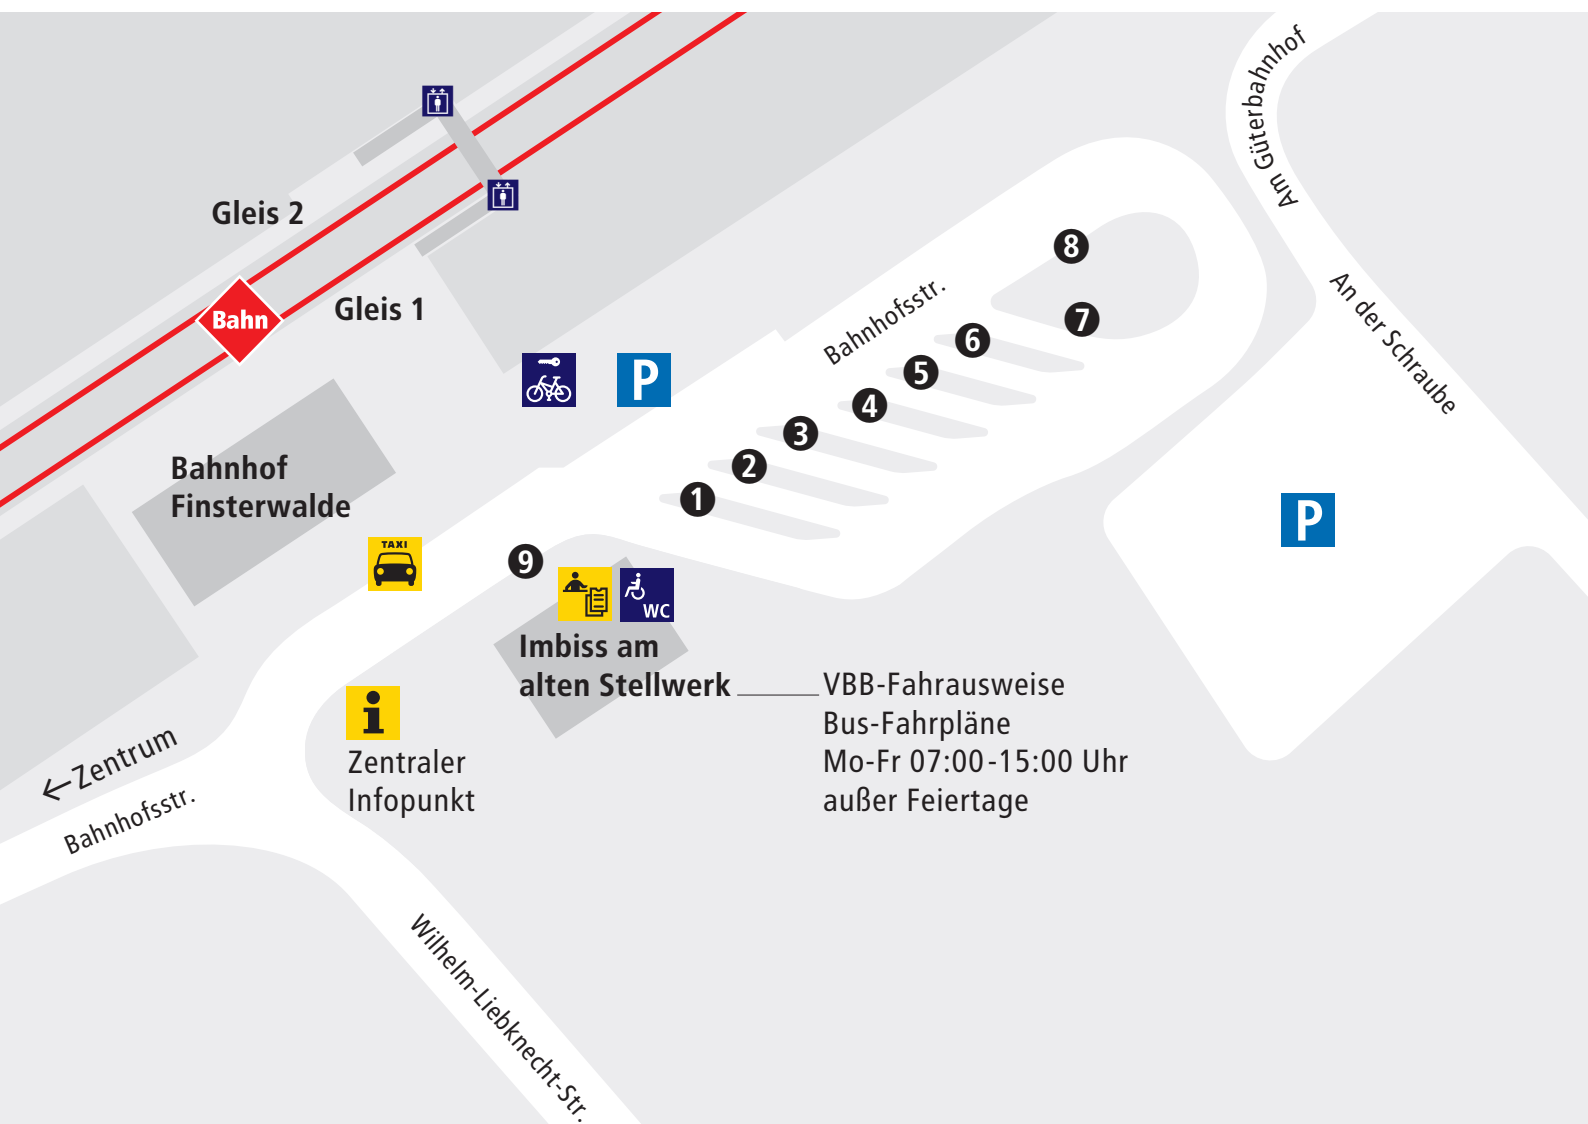 Am Güterbahnhof
Gleis 2
Bahn
Gleis 1
Bahnhofsstr.
An der Schraube
8
7
6
5
4
3
2
1
9
P
Bahnhof
Finsterwalde
TAXI
P
WC
Imbiss am
alten Stellwerk
VBB-Fahrausweise
Bus-Fahrpläne
Mo-Fr 07:00-15:00 Uhr
außer Feiertage
i
Zentraler
Infopunkt
←Zentrum
Bahnhofsstr.
Wilhelm-Liebknecht-Str.